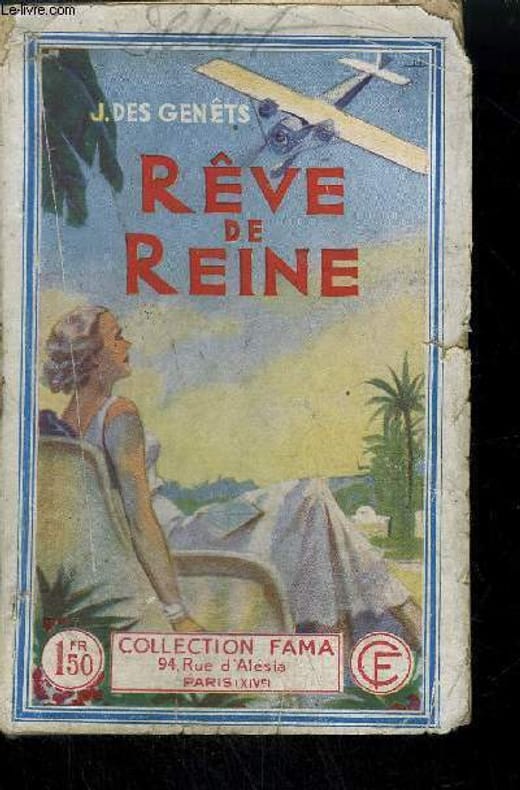 Le-livre.com
J. DES GENÊTS
RÊVE
DE
REINE
1 FR 50
COLLECTION FAMA
94, Rue d'Alésia
PARIS (XIVE)
CF